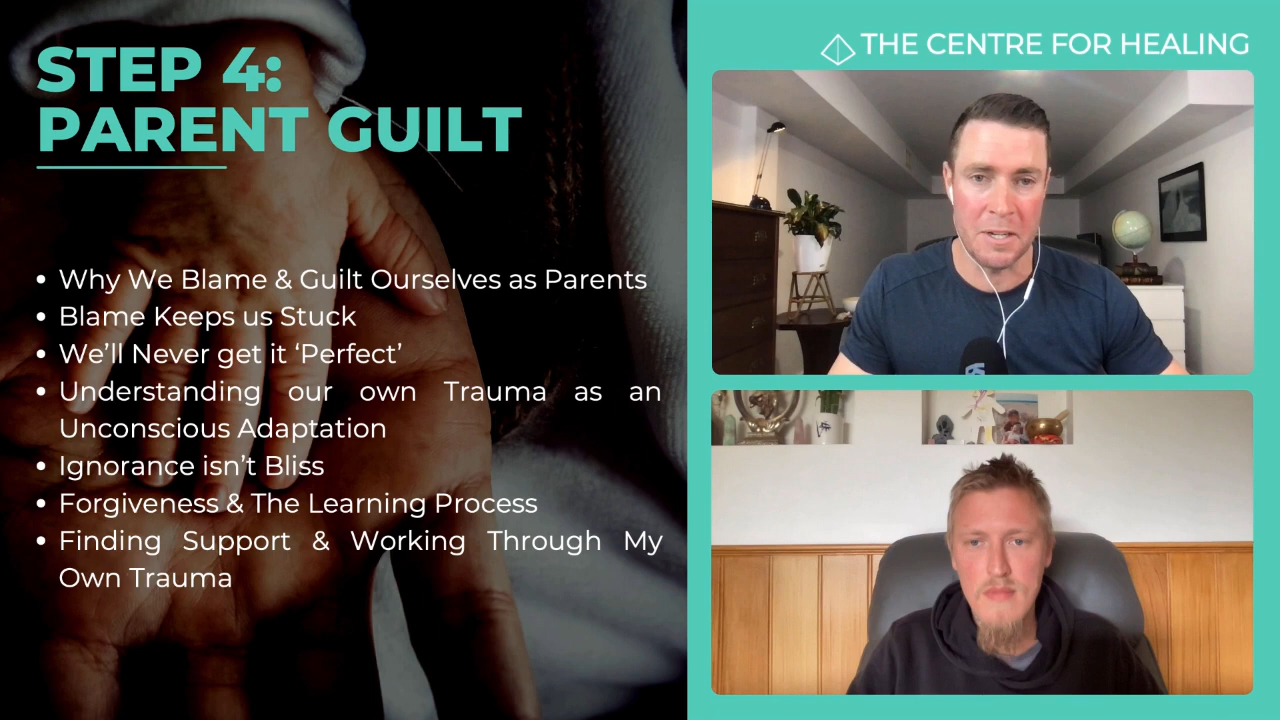 STEP 4:
PARENT GUILT
• Why We Blame & Guilt Ourselves as Parents
• Blame Keeps us Stuck
• We’ll Never get it ‘Perfect’
• Understanding our own Trauma as an
Unconscious Adaptation
• Ignorance isn’t Bliss
• Forgiveness & The Learning Process
• Finding Support & Working Through My
Own Trauma
THE CENTRE FOR HEALING